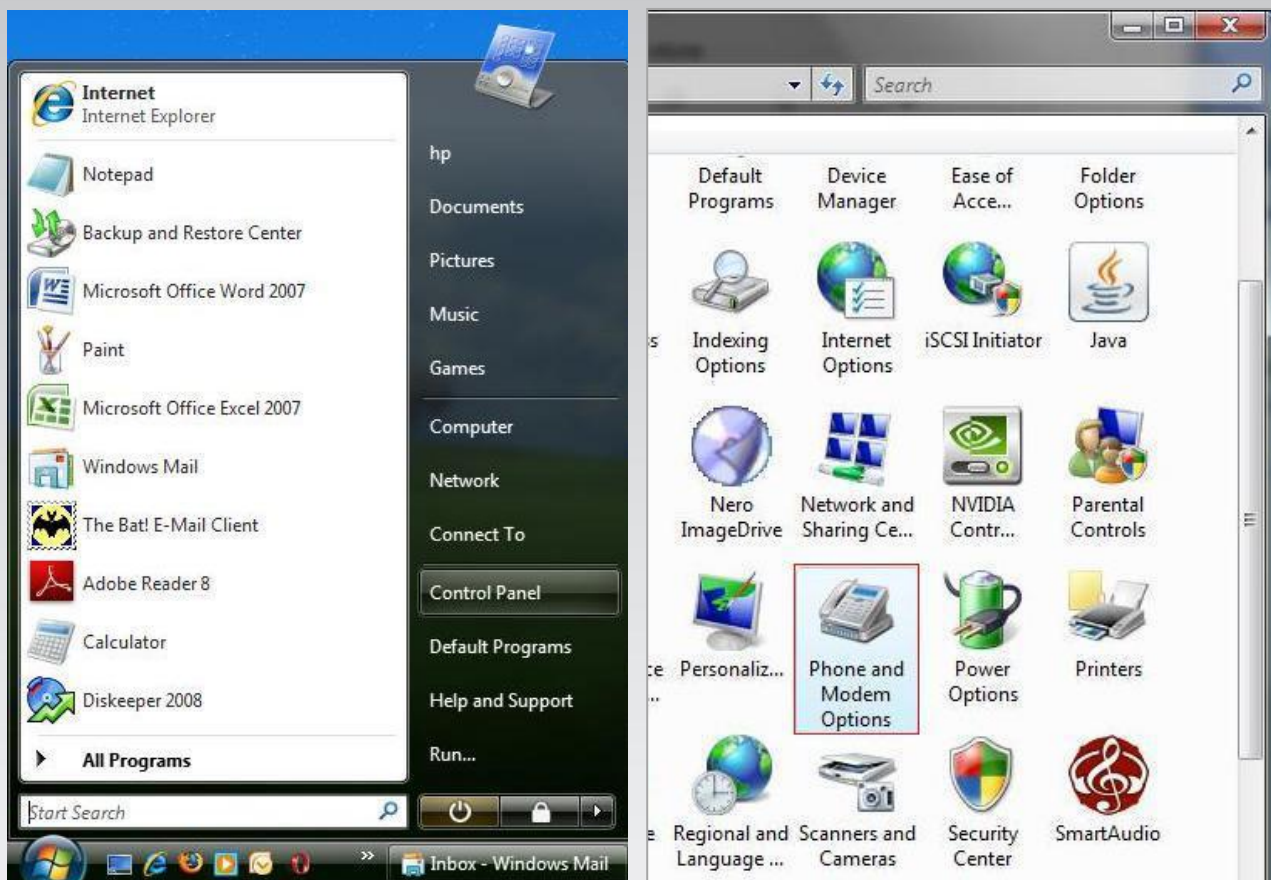 Internet
Internet Explorer
Notepad
Backup and Restore Center
Microsoft Office Word 2007
Paint
Microsoft Office Excel 2007
Windows Mail
The Bat! E-Mail Client
Adobe Reader 8
Calculator
Diskeeper 2008
All Programs
Start Search
hp
Documents
Pictures
Music
Games
Computer
Network
Connect To
Control Panel
Default Programs
Help and Support
Run...
Inbox - Windows Mail
Search
Default
Programs
Device
Manager
Ease of
Acce...
Folder
Options
Indexing
Options
Internet
Options
iSCSI Initiator
Java
Nero
ImageDrive
Network and
Sharing Ce...
NVIDIA
Contr...
Parental
Controls
Personaliz...
Phone and
Modem
Options
Power
Options
Printers
Regional and
Language ...
Scanners and
Cameras
Security
Center
SmartAudio